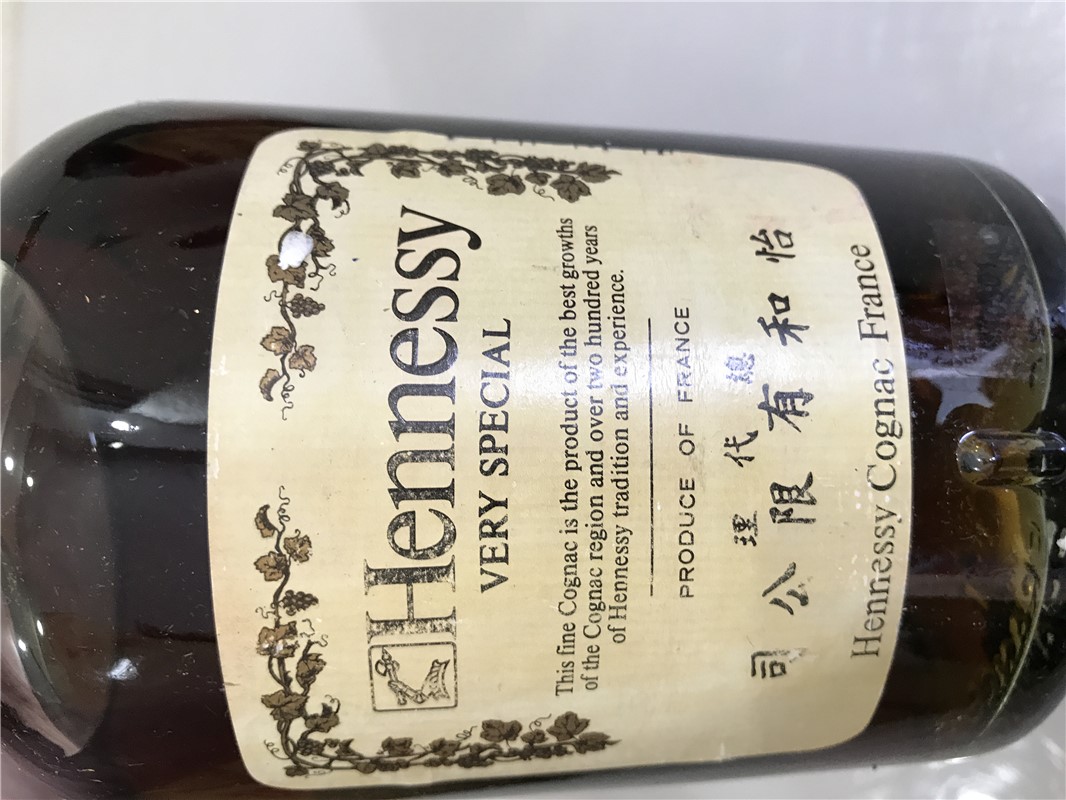 Hennessy
VERY SPECIAL
This fine Cognac is the product of the best growths
of the Cognac region and over two hundred years
of Hennessy tradition and experience.
PRODUCE OF FRANCE
總代理
怡和有限公司
Hennessy Cognac France